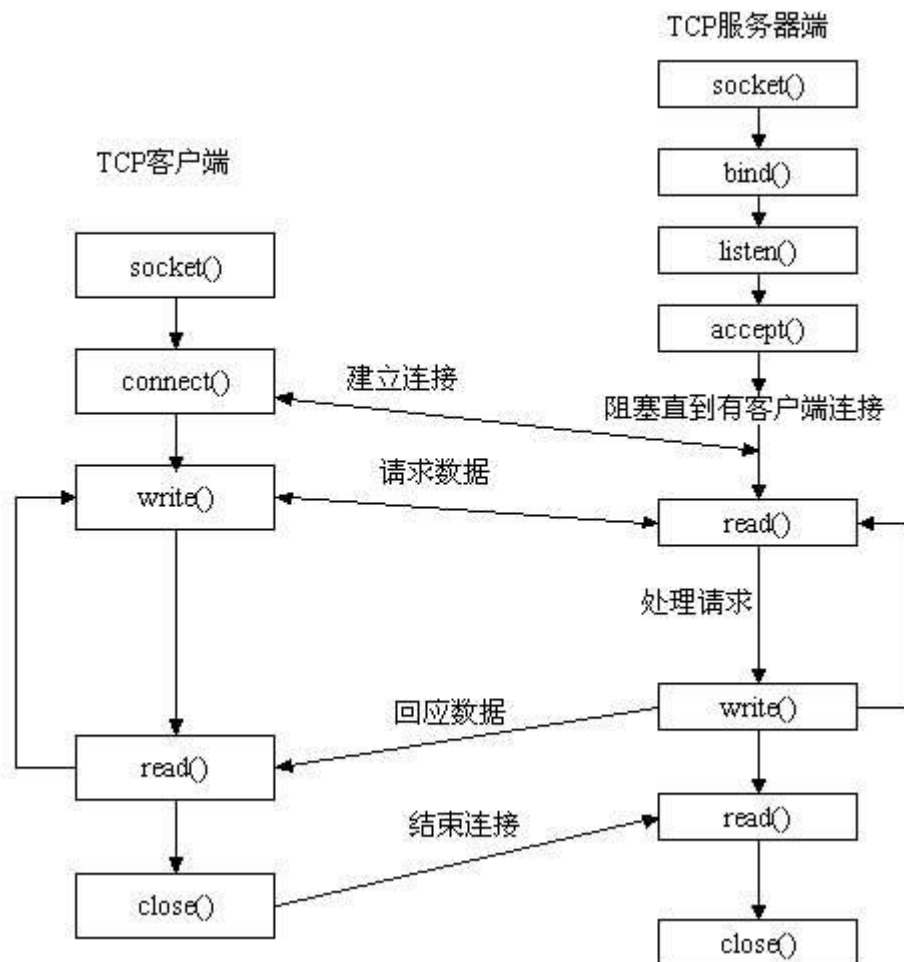 TCP服务器端
socket()
bind()
TCP客户端
listen()
socket()
accept()
connect()
建立连接
阻塞直到有客户端连接
请求数据
write()
read()
处理请求
回应数据
write()
read()
结束连接
read()
close()
close()